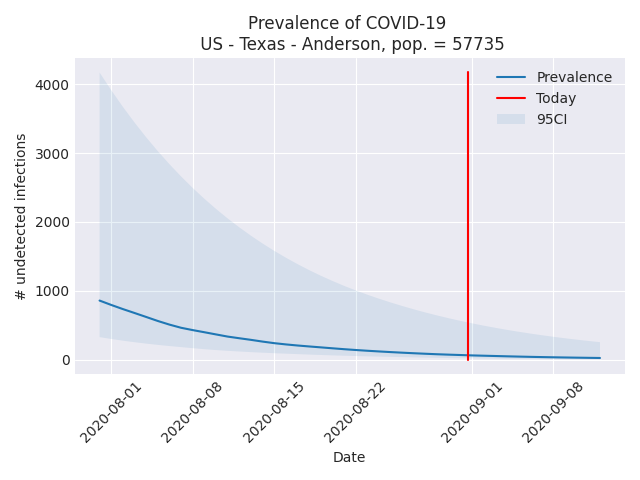 Prevalence of COVID-19
US - Texas - Anderson, pop. = 57735
Prevalence
Today
95CI
# undetected infections
4000
3000
2000
1000
0
2020-08-01
2020-08-08
2020-08-15
2020-08-22
2020-09-01
2020-09-08
Date